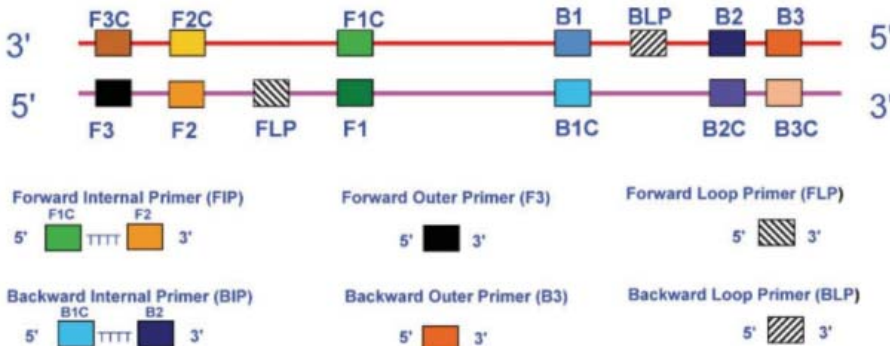 F3C F2C F1C B1 BLP B2 B3
3' 5'
5' 3'
F3 F2 FLP F1 B1C B2C B3C
Forward Internal Primer (FIP) Forward Outer Primer (F3) Forward Loop Primer (FLP)
F1C F2
5' TTTT 3' 5' 3' 5' 3'
Backward Internal Primer (BIP) Backward Outer Primer (B3) Backward Loop Primer (BLP)
B1C B2
5' TTTT 3' 5' 3' 5' 3'